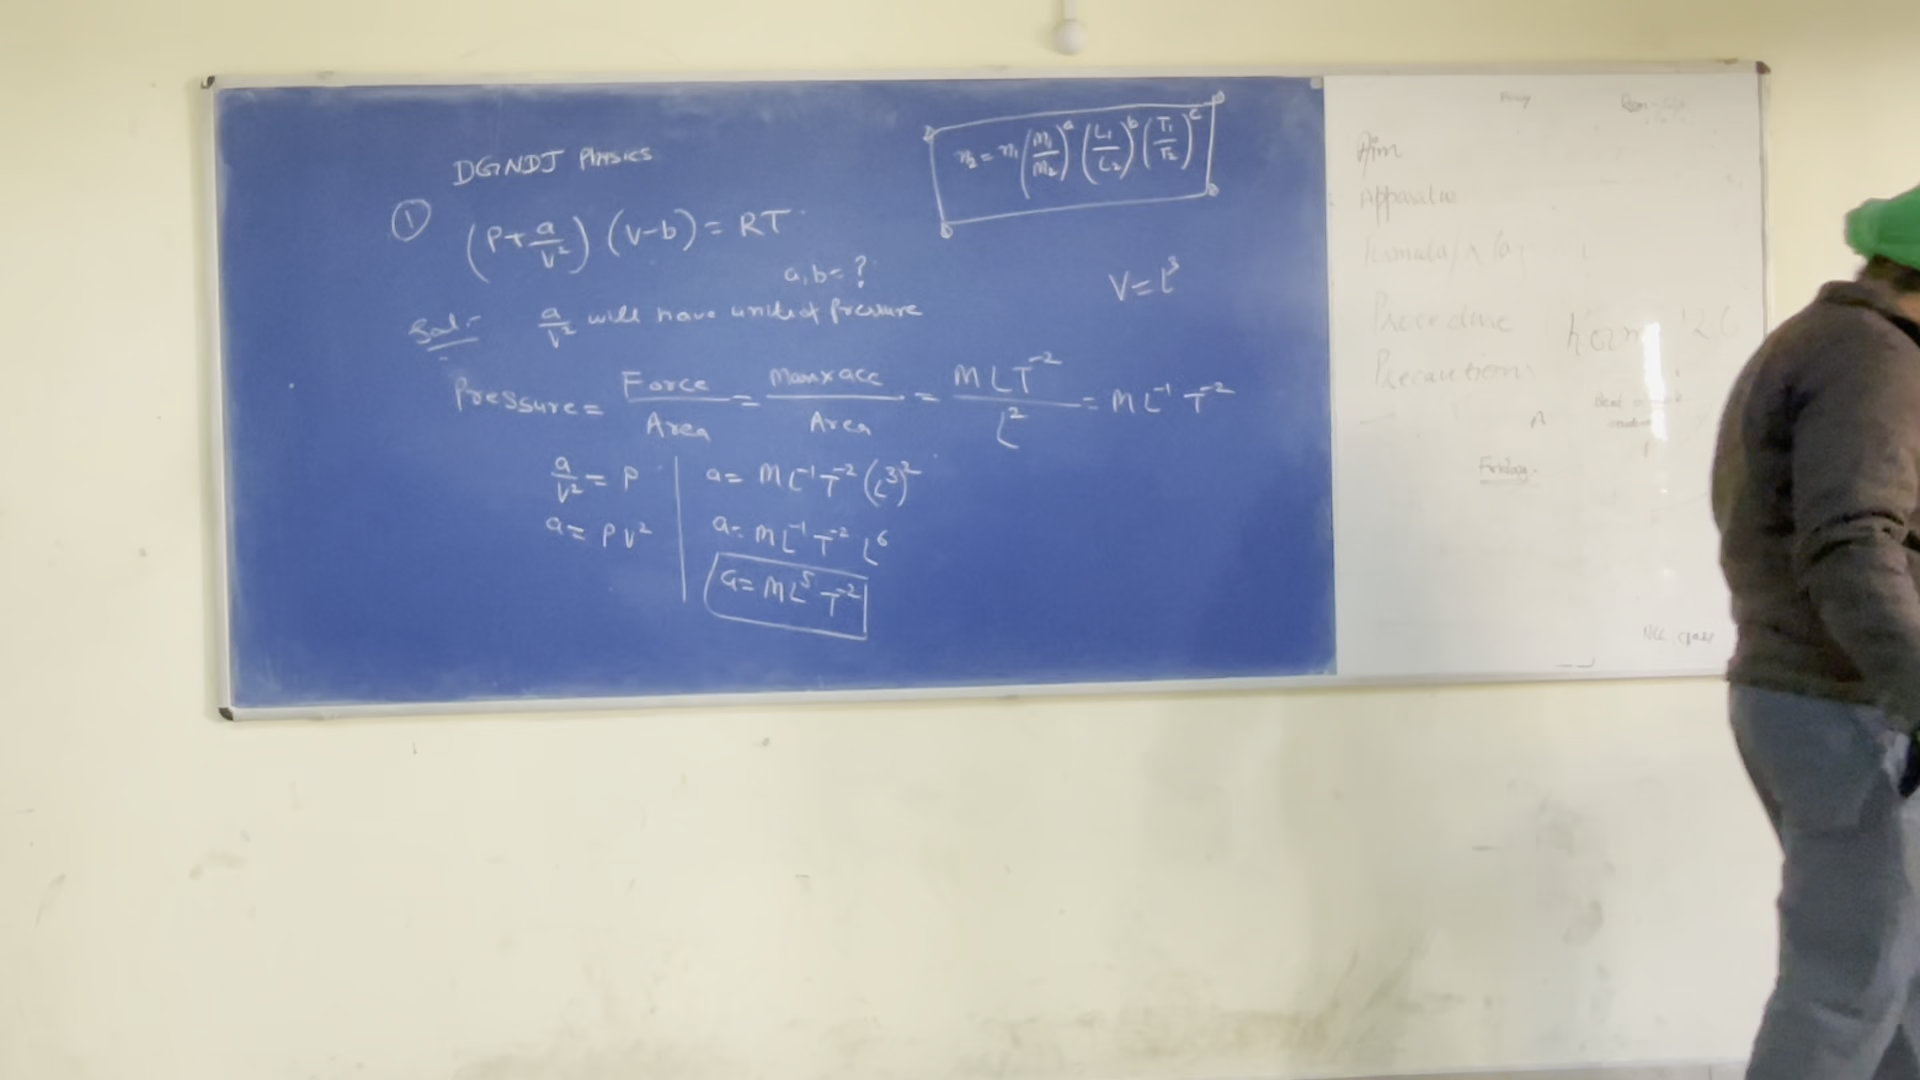 DGNDJ Physics
n₂ = n₁ (M₁/M₂)^a (L₁/L₂)^b (T₁/T₂)^c
① (P+a/V²) (V-b) = RT
a, b = ?
V = L³
Sol:- a/V² will have unit of Pressure
Pressure = Force/Area = Massxacc/Area = MLT⁻²/L² = ML⁻¹T⁻²
a/V² = P
a = PV²
a = ML⁻¹T⁻²(L³)²
a = ML⁻¹T⁻² L⁶
a = ML⁵T⁻²
Aim
Apparatus
Formula
Procedure
Precautions
A
Friday